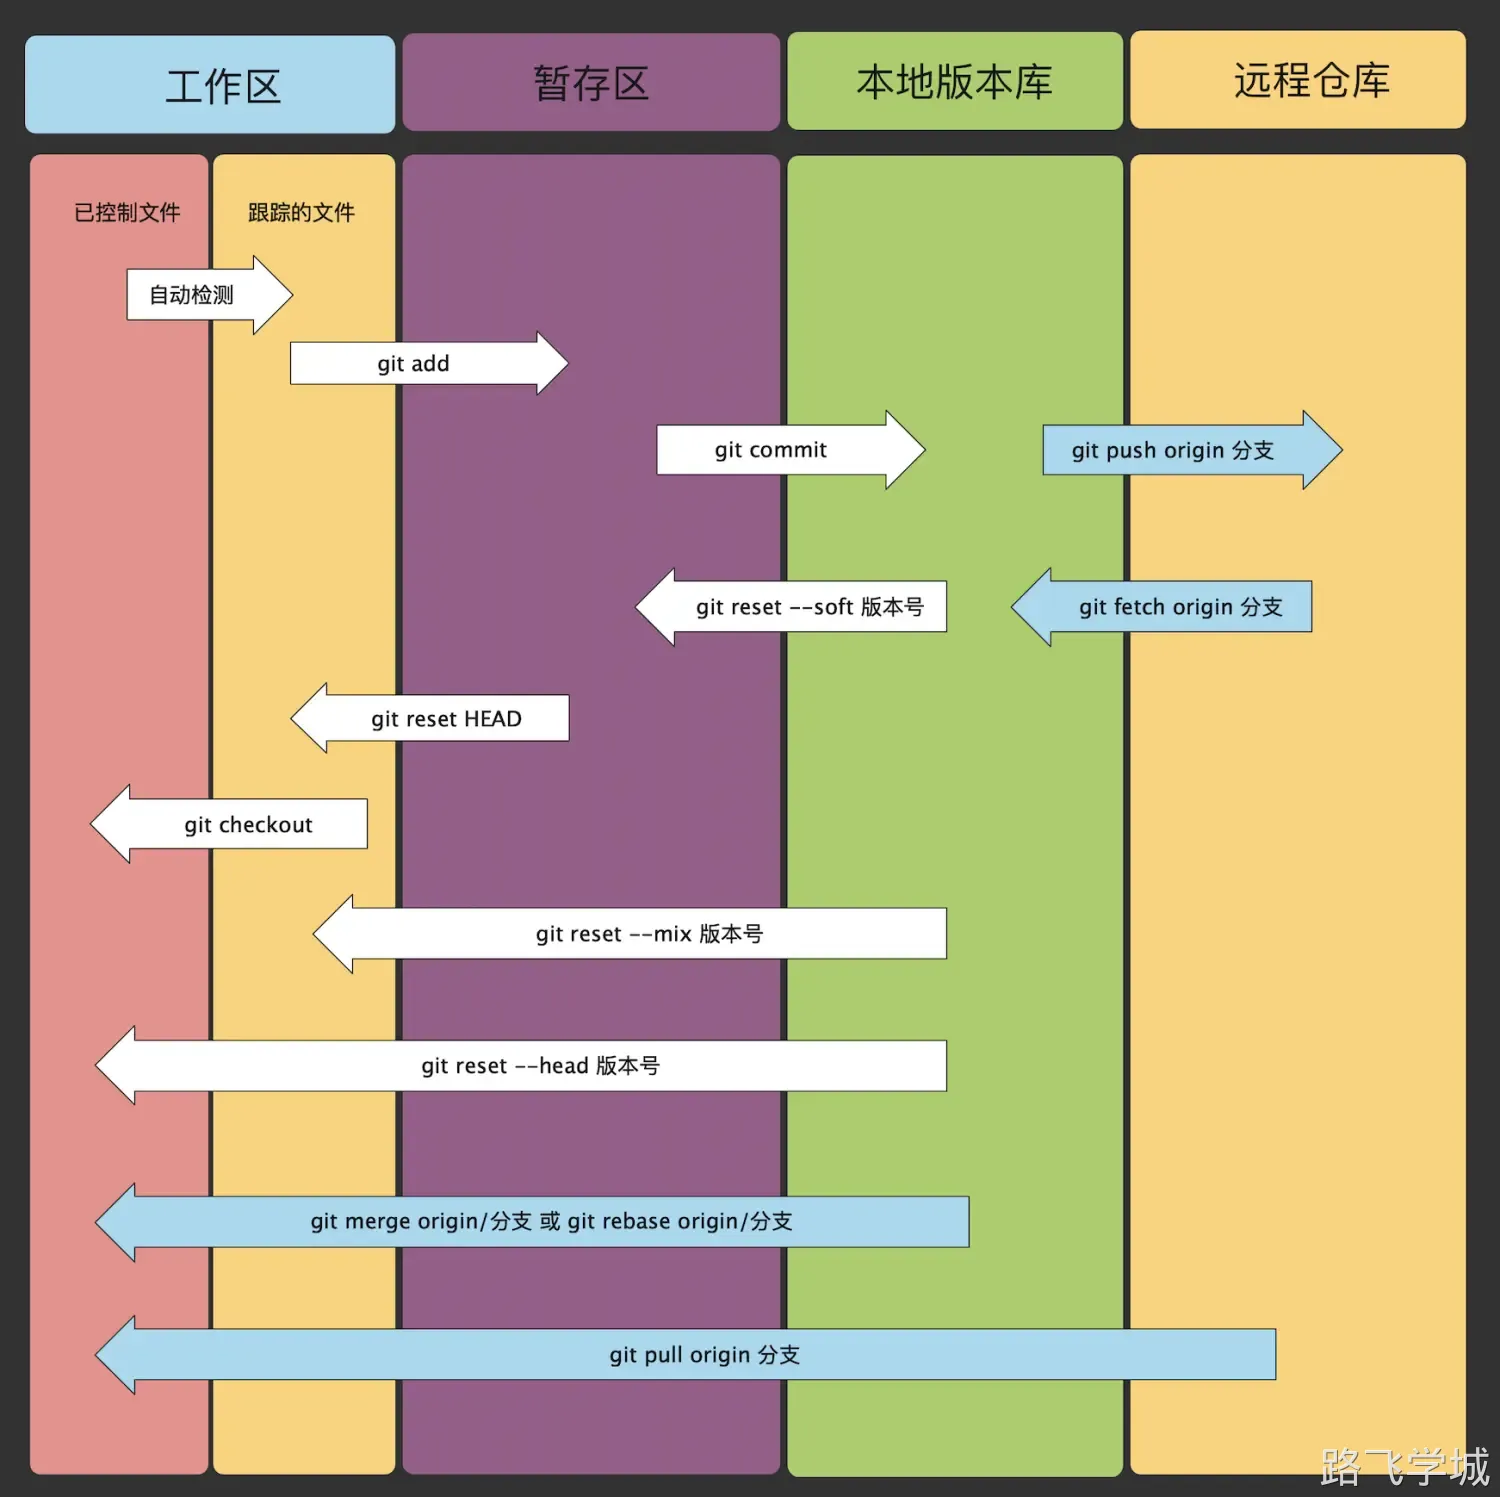 工作区
暂存区
本地版本库
远程仓库
已控制文件
跟踪的文件
自动检测
git add
git commit
git push origin 分支
git reset --soft 版本号
git fetch origin 分支
git reset HEAD
git checkout
git reset --mix 版本号
git reset --head 版本号
git merge origin/分支 或 git rebase origin/分支
git pull origin 分支
路飞学城